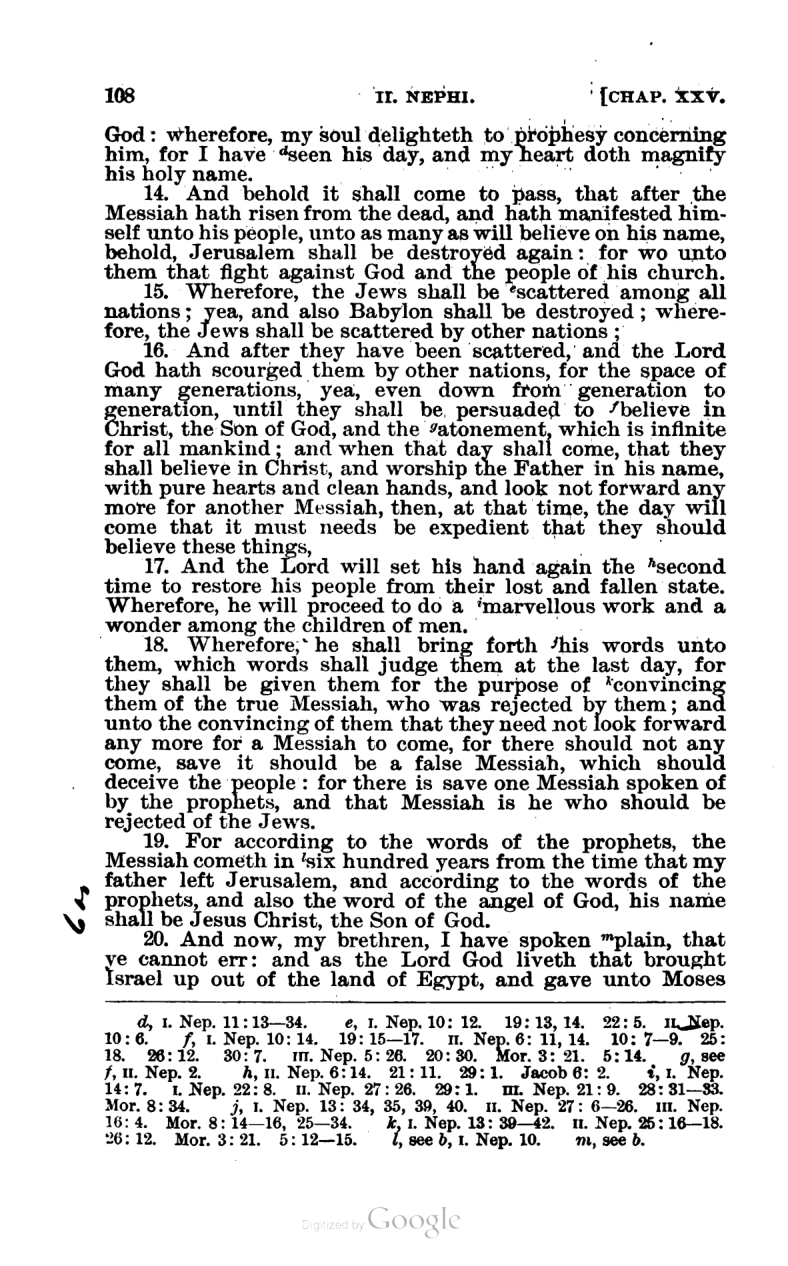 108 II. NEPHI. [CHAP. XXV.
God: wherefore, my soul delighteth to prophesy concerning
him, for I have ᵈseen his day, and my heart doth magnify
his holy name.
14. And behold it shall come to pass, that after the
Messiah hath risen from the dead, and hath manifested him-
self unto his people, unto as many as will believe on his name,
behold, Jerusalem shall be destroyed again: for wo unto
them that fight against God and the people of his church.
15. Wherefore, the Jews shall be ᵉscattered among all
nations; yea, and also Babylon shall be destroyed; where-
fore, the Jews shall be scattered by other nations;
16. And after they have been scattered, and the Lord
God hath scourged them by other nations, for the space of
many generations, yea, even down from generation to
generation, until they shall be persuaded to ᶠbelieve in
Christ, the Son of God, and the ᵍatonement, which is infinite
for all mankind; and when that day shall come, that they
shall believe in Christ, and worship the Father in his name,
with pure hearts and clean hands, and look not forward any
more for another Messiah, then, at that time, the day will
come that it must needs be expedient that they should
believe these things,
17. And the Lord will set his hand again the ʰsecond
time to restore his people from their lost and fallen state.
Wherefore, he will proceed to do a ⁱmarvellous work and a
wonder among the children of men.
18. Wherefore, he shall bring forth ʲhis words unto
them, which words shall judge them at the last day, for
they shall be given them for the purpose of ᵏconvincing
them of the true Messiah, who was rejected by them; and
unto the convincing of them that they need not look forward
any more for a Messiah to come, for there should not any
come, save it should be a false Messiah, which should
deceive the people: for there is save one Messiah spoken of
by the prophets, and that Messiah is he who should be
rejected of the Jews.
19. For according to the words of the prophets, the
Messiah cometh in ˡsix hundred years from the time that my
father left Jerusalem, and according to the words of the
prophets, and also the word of the angel of God, his name
shall be Jesus Christ, the Son of God.
20. And now, my brethren, I have spoken ᵐplain, that
ye cannot err: and as the Lord God liveth that brought
Israel up out of the land of Egypt, and gave unto Moses
d, I. Nep. 11:13—34. e, I. Nep. 10: 12. 19:13, 14. 22:5. II. Nep.
10:6. f, I. Nep. 10:14. 19:15—17. II. Nep. 6: 11, 14. 10: 7—9. 25:
18. 26:12. 30:7. III. Nep. 5:26. 20:30. Mor. 3:21. 5:14. g, see
f, II. Nep. 2. h, II. Nep. 6:14. 21:11. 29:1. Jacob 6: 2. i, I. Nep.
14:7. I. Nep. 22:8. II. Nep. 27:26. 29:1. III. Nep. 21:9. 28:31—33.
Mor. 8:34. j, I. Nep. 13: 34, 35, 39, 40. II. Nep. 27: 6—26. III. Nep.
16:4. Mor. 8:14—16, 25—34. k, I. Nep. 13: 39—42. II. Nep. 25:16—18.
26:12. Mor. 3:21. 5:12—15. l, see b, I. Nep. 10. m, see b.
Digitized by Google